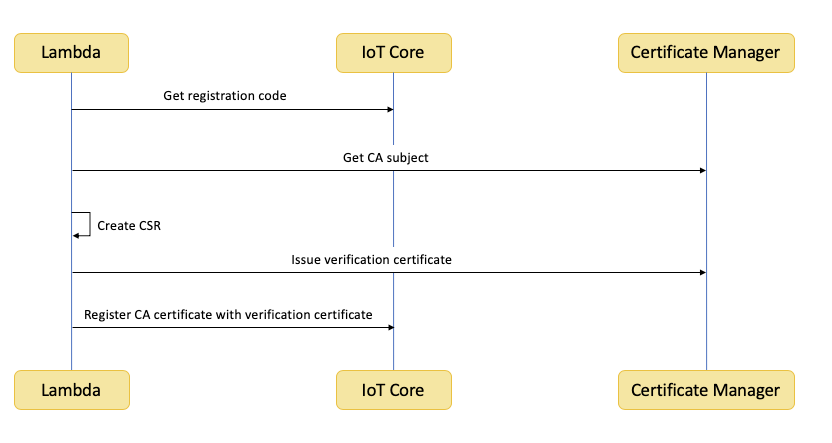 Lambda
IoT Core
Certificate Manager
Get registration code
Get CA subject
Create CSR
Issue verification certificate
Register CA certificate with verification certificate
Lambda
IoT Core
Certificate Manager